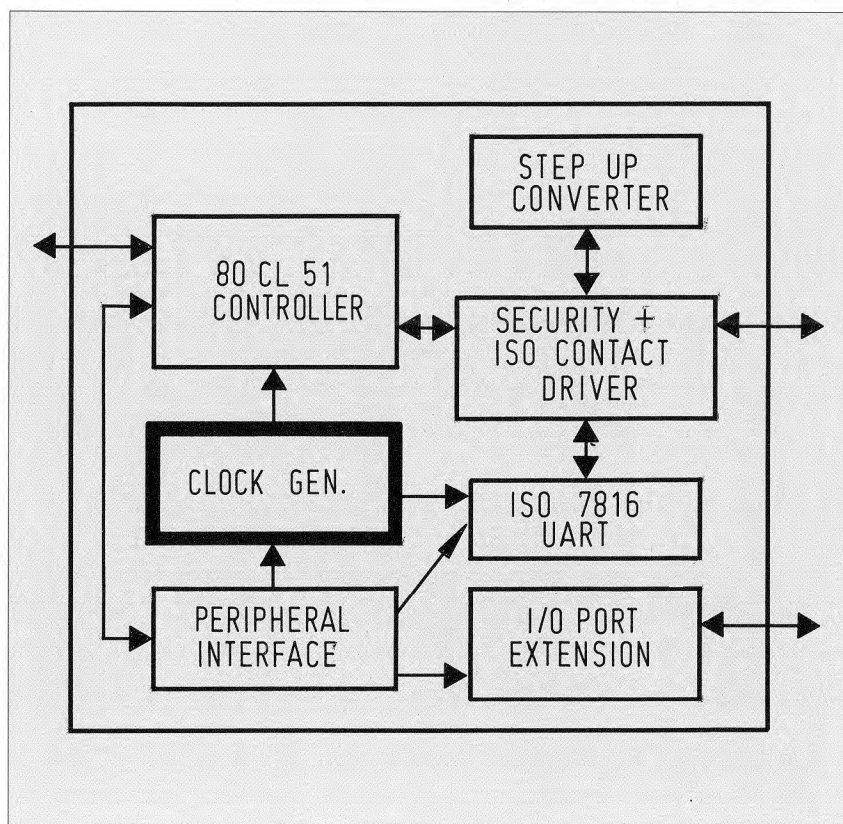 STEP UP
CONVERTER
80 CL 51
CONTROLLER
SECURITY +
ISO CONTACT
DRIVER
CLOCK GEN.
ISO 7816
UART
PERIPHERAL
INTERFACE
I/O PORT
EXTENSION